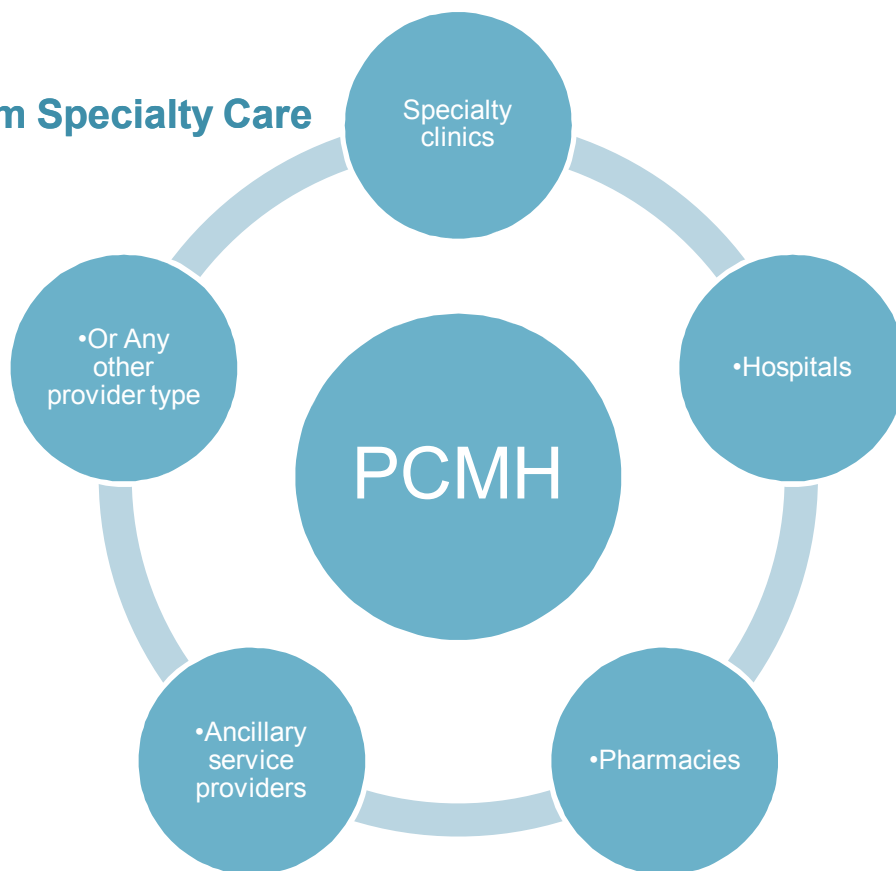 m Specialty Care
Specialty
clinics
•Or Any
other
provider type
•Hospitals
PCMH
•Ancillary
service
providers
•Pharmacies